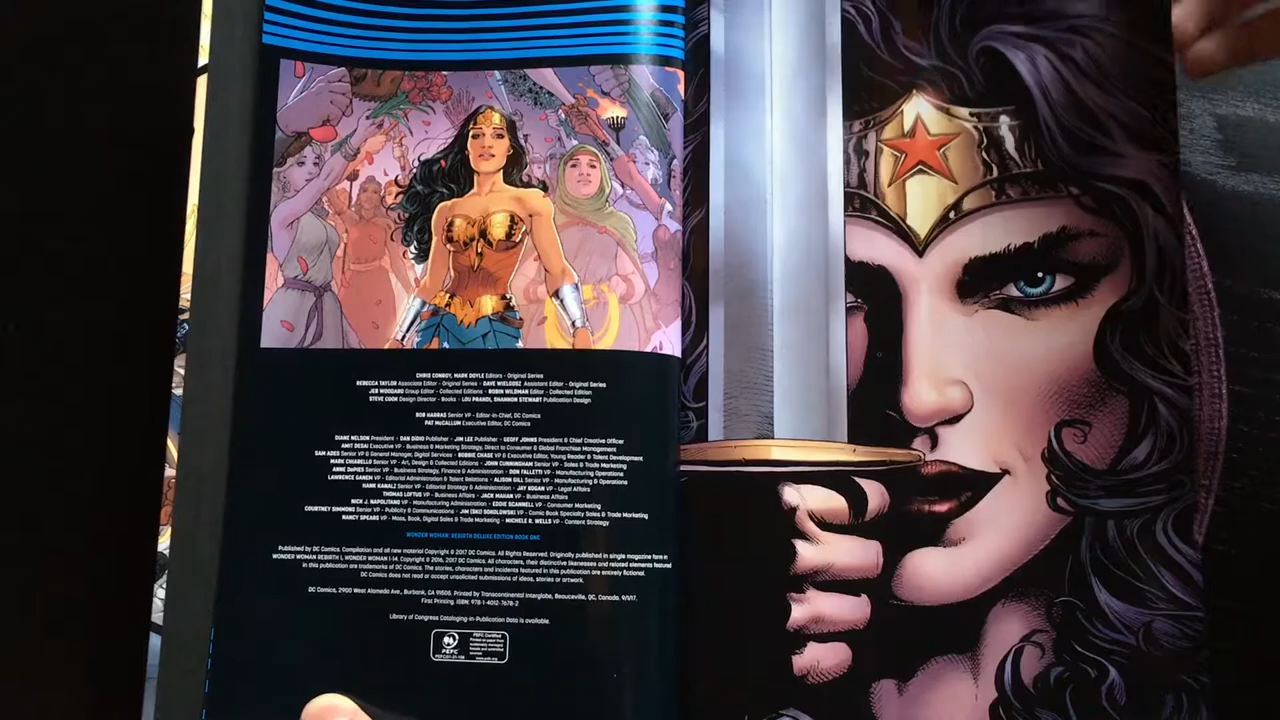 CHRIS CONROY, MARK DOYLE Editors - Original Series
REBECCA TAYLOR Associate Editor - Original Series • DAVE WIELGOSZ Assistant Editor - Original Series
JEB WOODARD Group Editor - Collected Editions • ROBIN WILDMAN Editor - Collected Edition
STEVE COOK Design Director - Books • LOU PRANDI, SHANNON STEWART Publication Design
BOB HARRAS Senior VP - Editor-in-Chief, DC Comics
PAT McCALLUM Executive Editor, DC Comics
DIANE NELSON President • DAN DiDIO Publisher • JIM LEE Publisher • GEOFF JOHNS President & Chief Creative Officer
AMIT DESAI Executive VP - Business & Marketing Strategy, Direct to Consumer & Global Franchise Management
SAM ADES Senior VP & General Manager, Digital Services • BOBBIE CHASE VP & Executive Editor, Young Reader & Talent Development
MARK CHIARELLO Senior VP - Art, Design & Collected Editions • JOHN CUNNINGHAM Senior VP - Sales & Trade Marketing
ANNE DePIES Senior VP - Business Strategy, Finance & Administration • DON FALLETTI VP - Manufacturing Operations
LAWRENCE GANEM VP - Editorial Administration & Talent Relations • ALISON GILL Senior VP - Manufacturing & Operations
HANK KANALZ Senior VP - Editorial Strategy & Administration • JAY KOGAN VP - Legal Affairs
THOMAS LOFTUS VP - Business Affairs • JACK MAHAN VP - Business Affairs
NICK J. NAPOLITANO VP - Manufacturing Administration • EDDIE SCANNELL VP - Consumer Marketing
COURTNEY SIMMONS Senior VP - Publicity & Communications • JIM (SKI) SOKOLOWSKI VP - Comic Book Specialty Sales & Trade Marketing
NANCY SPEARS VP - Mass, Book, Digital Sales & Trade Marketing • MICHELE R. WELLS VP - Content Strategy
WONDER WOMAN: REBIRTH DELUXE EDITION BOOK ONE
Published by DC Comics. Compilation and all new material Copyright © 2017 DC Comics. All Rights Reserved. Originally published in single magazine form in
WONDER WOMAN REBIRTH 1, WONDER WOMAN 1-14. Copyright © 2016, 2017 DC Comics. All characters, their distinctive likenesses and related elements featured
in this publication are trademarks of DC Comics. The stories, characters and incidents featured in this publication are entirely fictional.
DC Comics does not read or accept unsolicited submissions of ideas, stories or artwork.
DC Comics, 2900 West Alameda Ave., Burbank, CA 91505. Printed by Transcontinental Interglobe, Beauceville, QC, Canada. 9/1/17.
First Printing. ISBN: 978-1-4012-7678-2
Library of Congress Cataloging-in-Publication Data is available.
PEFC
PEFC Certified
www.pefc.org